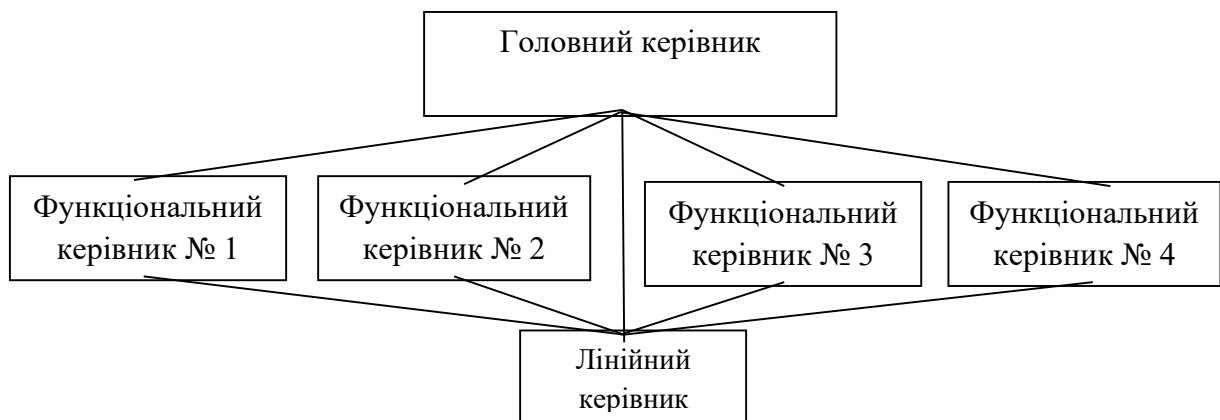 Головний керівник
Функціональний
керівник № 1
Функціональний
керівник № 2
Функціональний
керівник № 3
Функціональний
керівник № 4
Лінійний
керівник